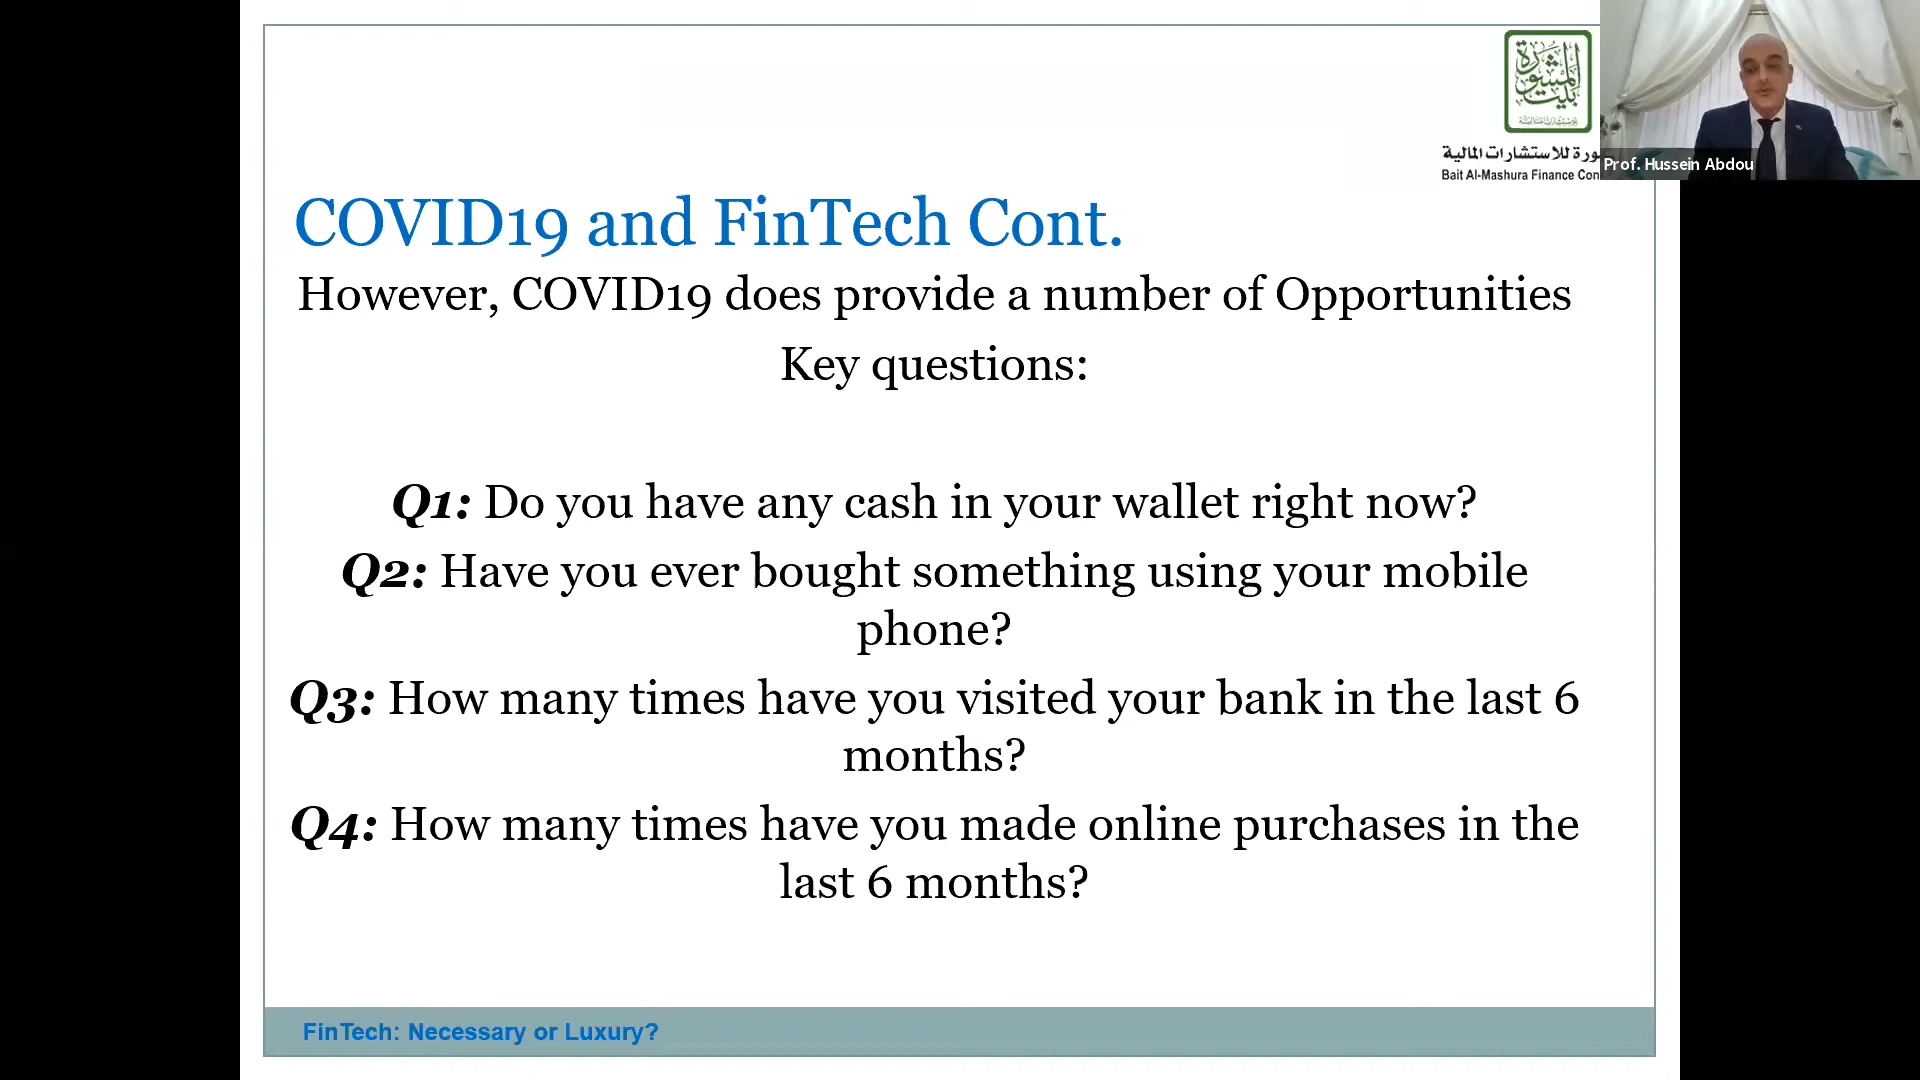 المشورة
بيت
ورة للاستشارات المالية
Bait Al-Mashura Finance Con
Prof. Hussein Abdou
COVID19 and FinTech Cont.
However, COVID19 does provide a number of Opportunities
Key questions:
Q1: Do you have any cash in your wallet right now?
Q2: Have you ever bought something using your mobile
phone?
Q3: How many times have you visited your bank in the last 6
months?
Q4: How many times have you made online purchases in the
last 6 months?
FinTech: Necessary or Luxury?